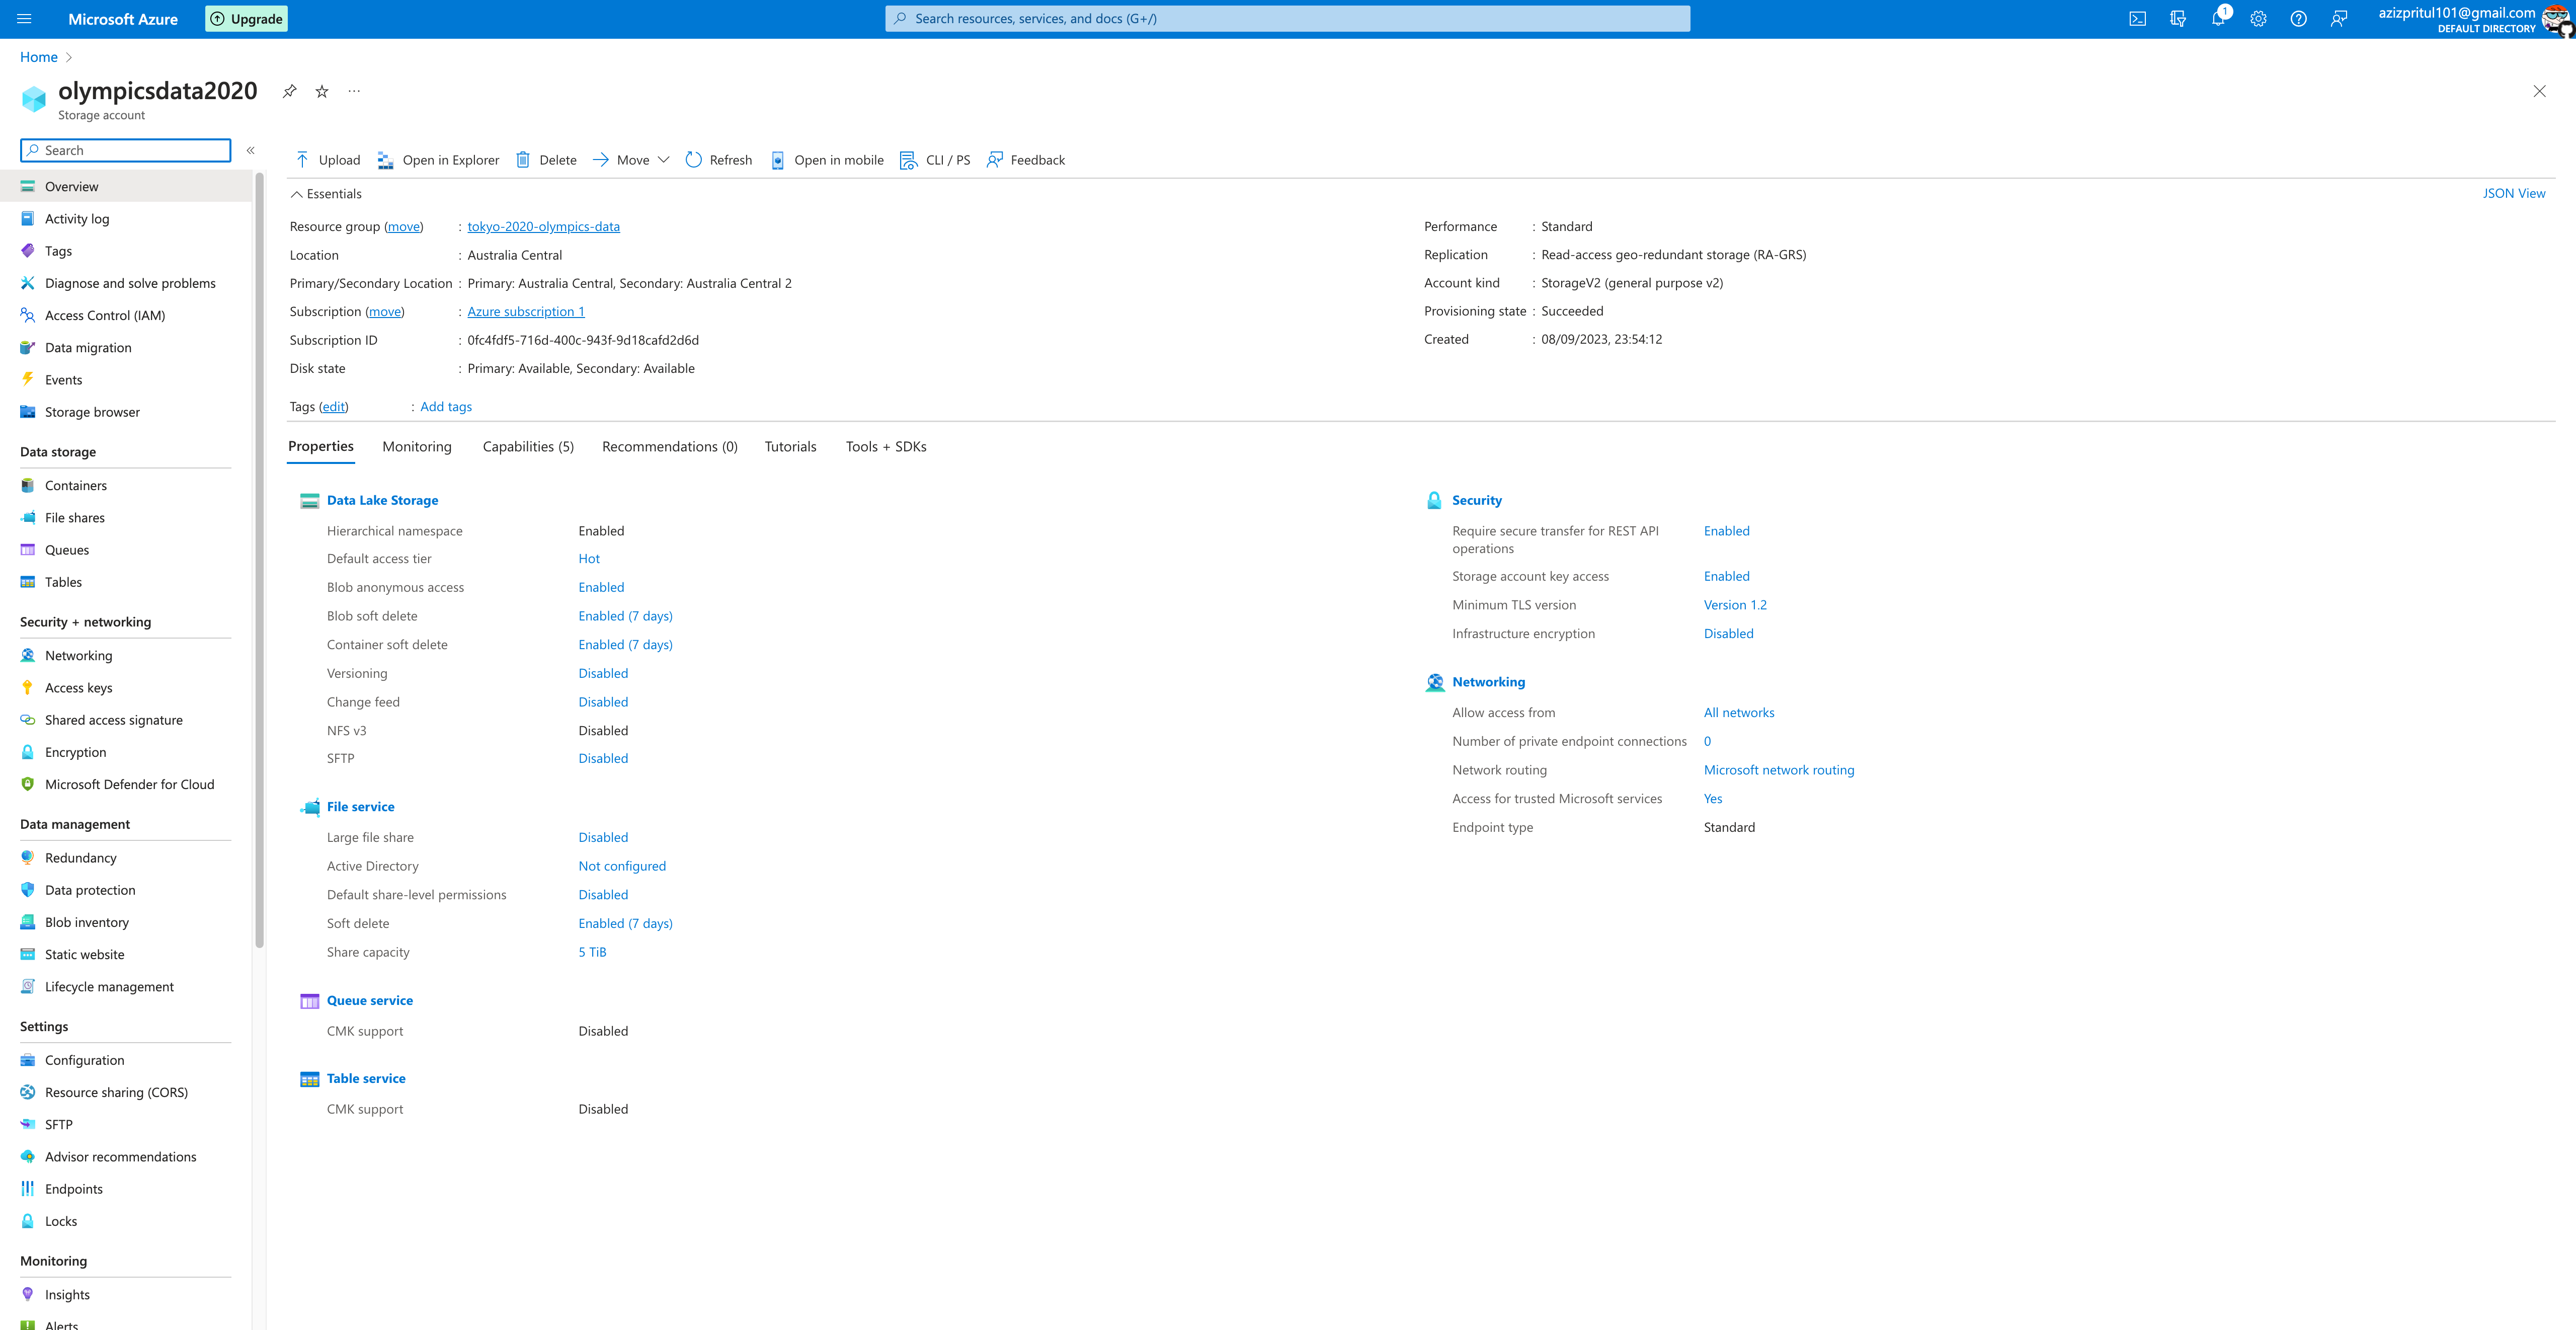 Microsoft Azure
Upgrade
Search resources, services, and docs (G+/)
1
azizpritul101@gmail.com
DEFAULT DIRECTORY
Home
olympicsdata2020
Storage account
Search
Upload
Open in Explorer
Delete
Move
Refresh
Open in mobile
CLI / PS
Feedback
Overview
Activity log
Tags
Diagnose and solve problems
Access Control (IAM)
Data migration
Events
Storage browser
Data storage
Containers
File shares
Queues
Tables
Security + networking
Networking
Access keys
Shared access signature
Encryption
Microsoft Defender for Cloud
Data management
Redundancy
Data protection
Blob inventory
Static website
Lifecycle management
Settings
Configuration
Resource sharing (CORS)
SFTP
Advisor recommendations
Endpoints
Locks
Monitoring
Insights
Alerts
Essentials
JSON View
Resource group (move) : tokyo-2020-olympics-data
Location : Australia Central
Primary/Secondary Location : Primary: Australia Central, Secondary: Australia Central 2
Subscription (move) : Azure subscription 1
Subscription ID : 0fc4fdf5-716d-400c-943f-9d18cafd2d6d
Disk state : Primary: Available, Secondary: Available
Performance : Standard
Replication : Read-access geo-redundant storage (RA-GRS)
Account kind : StorageV2 (general purpose v2)
Provisioning state : Succeeded
Created : 08/09/2023, 23:54:12
Tags (edit) : Add tags
Properties
Monitoring
Capabilities (5)
Recommendations (0)
Tutorials
Tools + SDKs
Data Lake Storage
Hierarchical namespace Enabled
Default access tier Hot
Blob anonymous access Enabled
Blob soft delete Enabled (7 days)
Container soft delete Enabled (7 days)
Versioning Disabled
Change feed Disabled
NFS v3 Disabled
SFTP Disabled
File service
Large file share Disabled
Active Directory Not configured
Default share-level permissions Disabled
Soft delete Enabled (7 days)
Share capacity 5 TiB
Queue service
CMK support Disabled
Table service
CMK support Disabled
Security
Require secure transfer for REST API Enabled
operations
Storage account key access Enabled
Minimum TLS version Version 1.2
Infrastructure encryption Disabled
Networking
Allow access from All networks
Number of private endpoint connections 0
Network routing Microsoft network routing
Access for trusted Microsoft services Yes
Endpoint type Standard